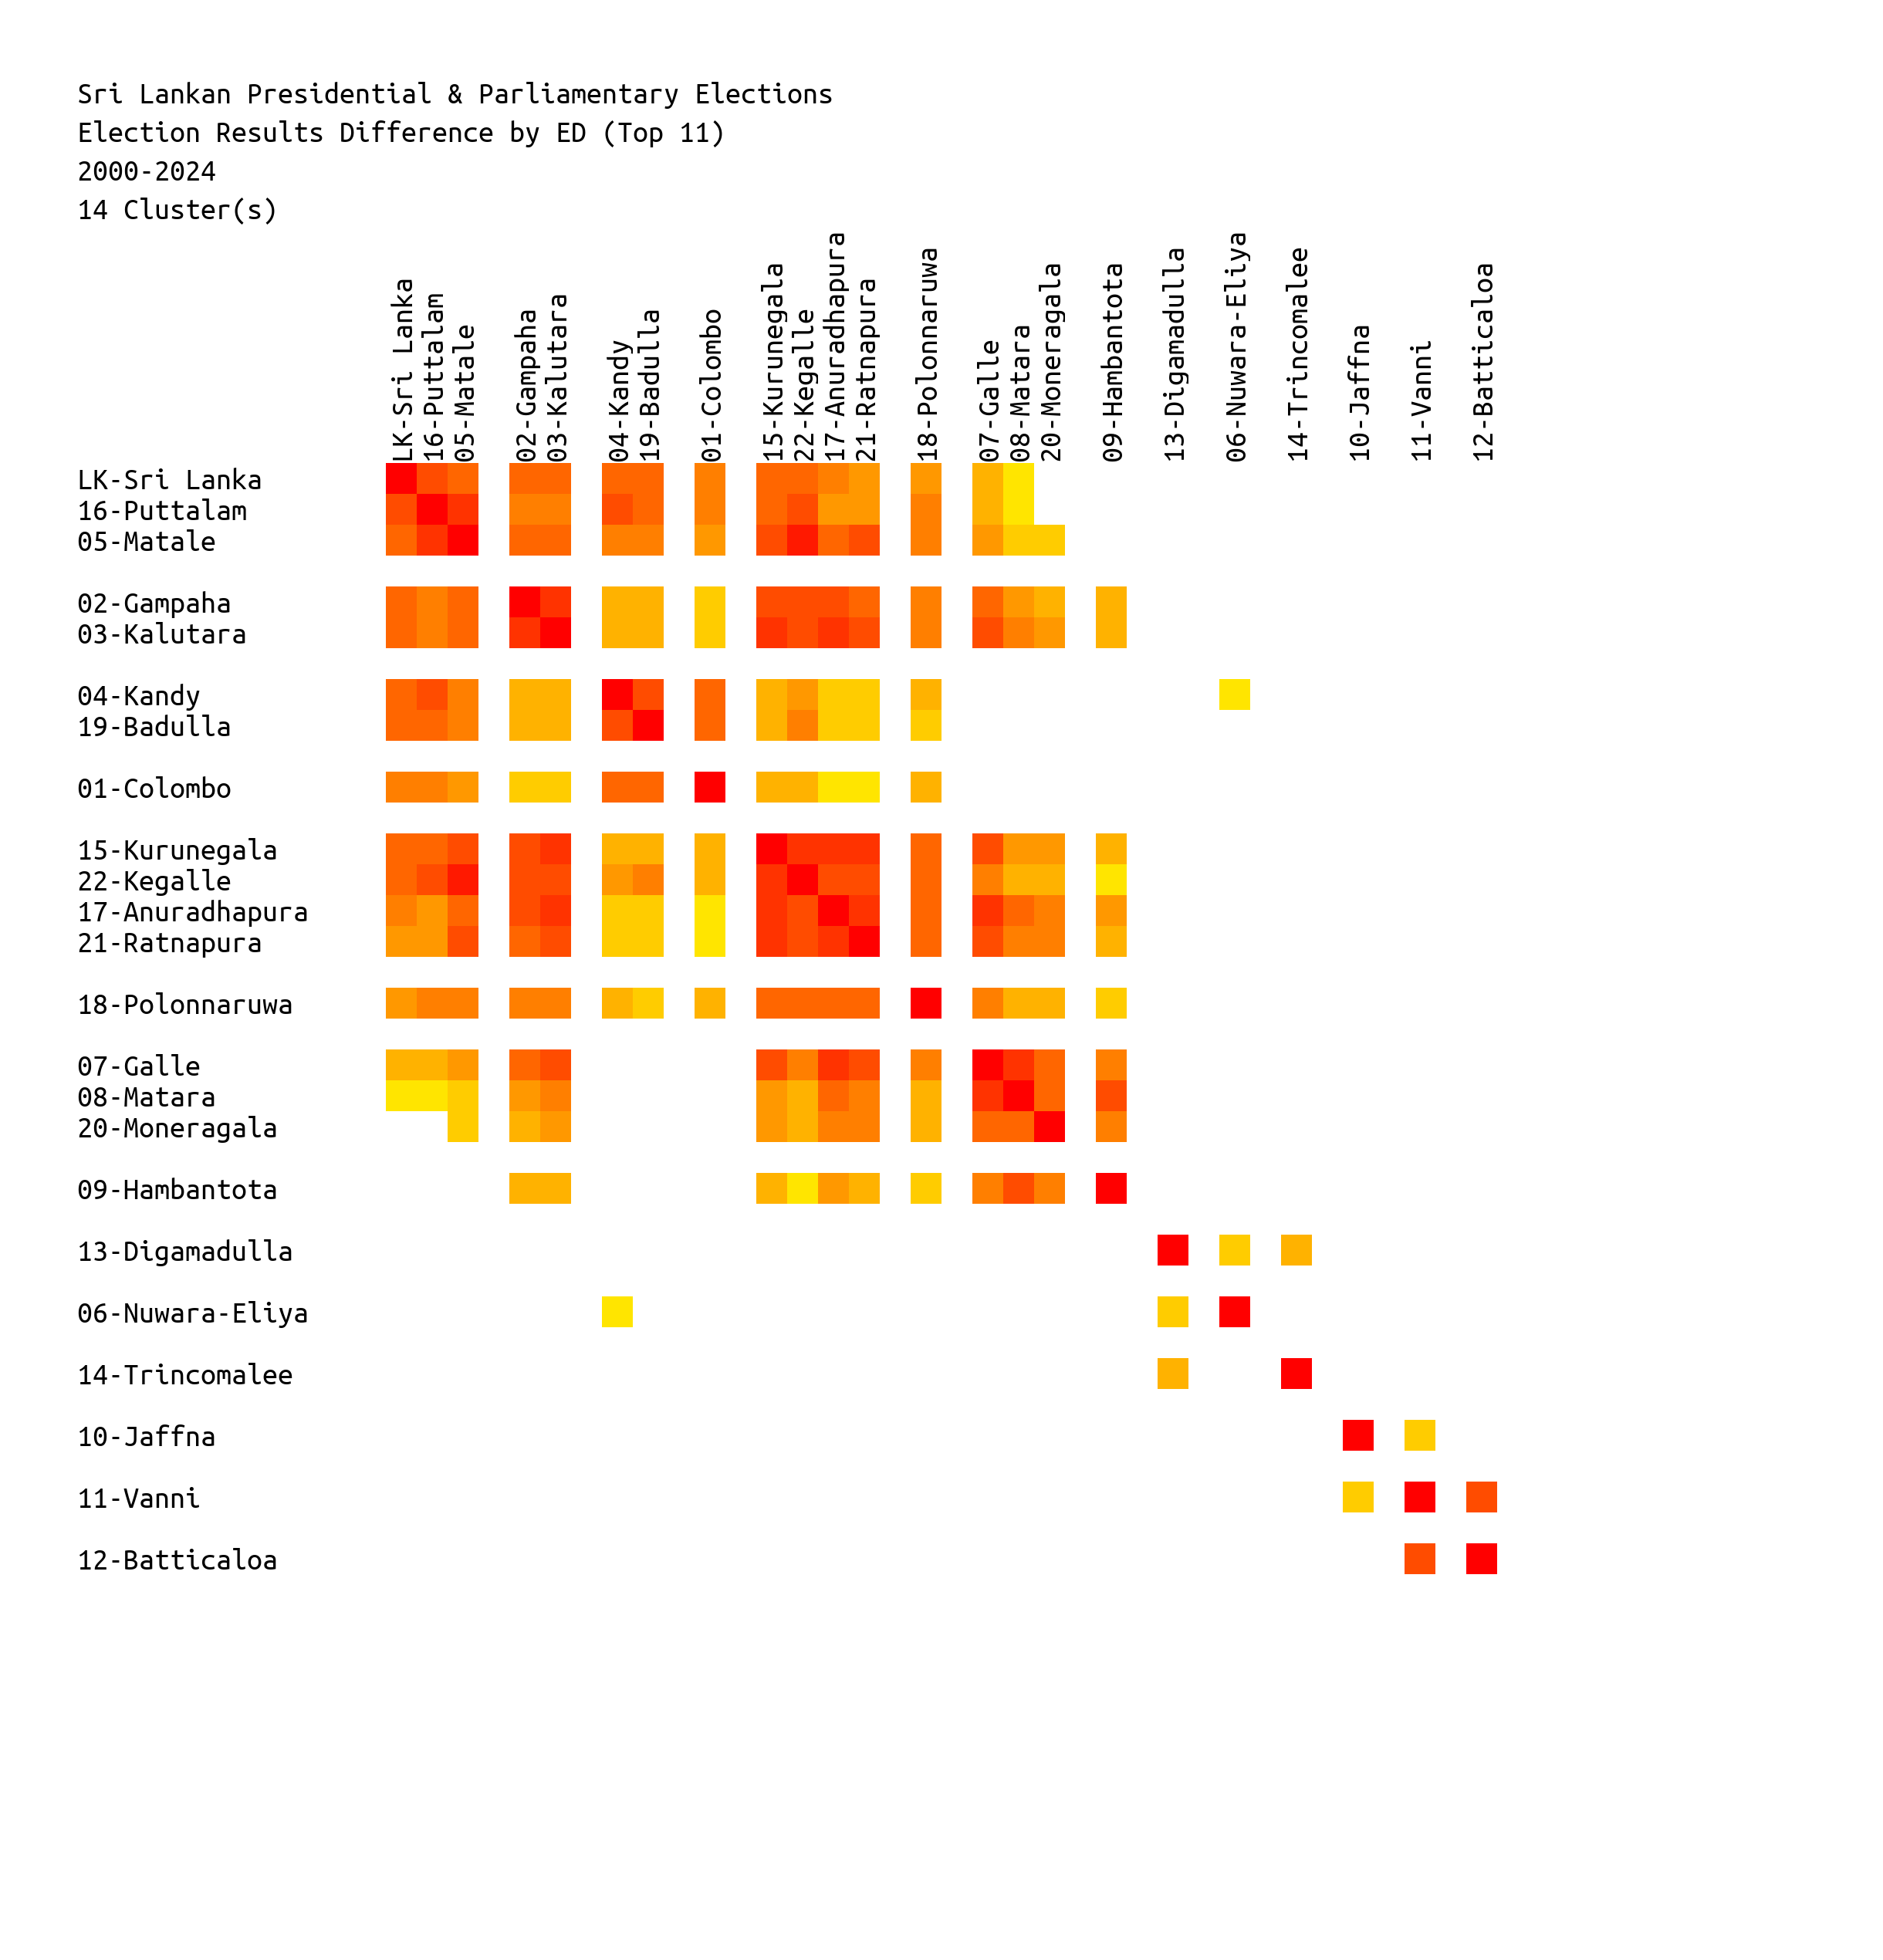 Sri Lankan Presidential & Parliamentary Elections
Election Results Difference by ED (Top 11)
2000-2024
14 Cluster(s)
LK-Sri Lanka
16-Puttalam
05-Matale
02-Gampaha
03-Kalutara
04-Kandy
19-Badulla
01-Colombo
15-Kurunegala
22-Kegalle
17-Anuradhapura
21-Ratnapura
18-Polonnaruwa
07-Galle
08-Matara
20-Moneragala
09-Hambantota
13-Digamadulla
06-Nuwara-Eliya
14-Trincomalee
10-Jaffna
11-Vanni
12-Batticaloa
LK-Sri Lanka
16-Puttalam
05-Matale
02-Gampaha
03-Kalutara
04-Kandy
19-Badulla
01-Colombo
15-Kurunegala
22-Kegalle
17-Anuradhapura
21-Ratnapura
18-Polonnaruwa
07-Galle
08-Matara
20-Moneragala
09-Hambantota
13-Digamadulla
06-Nuwara-Eliya
14-Trincomalee
10-Jaffna
11-Vanni
12-Batticaloa